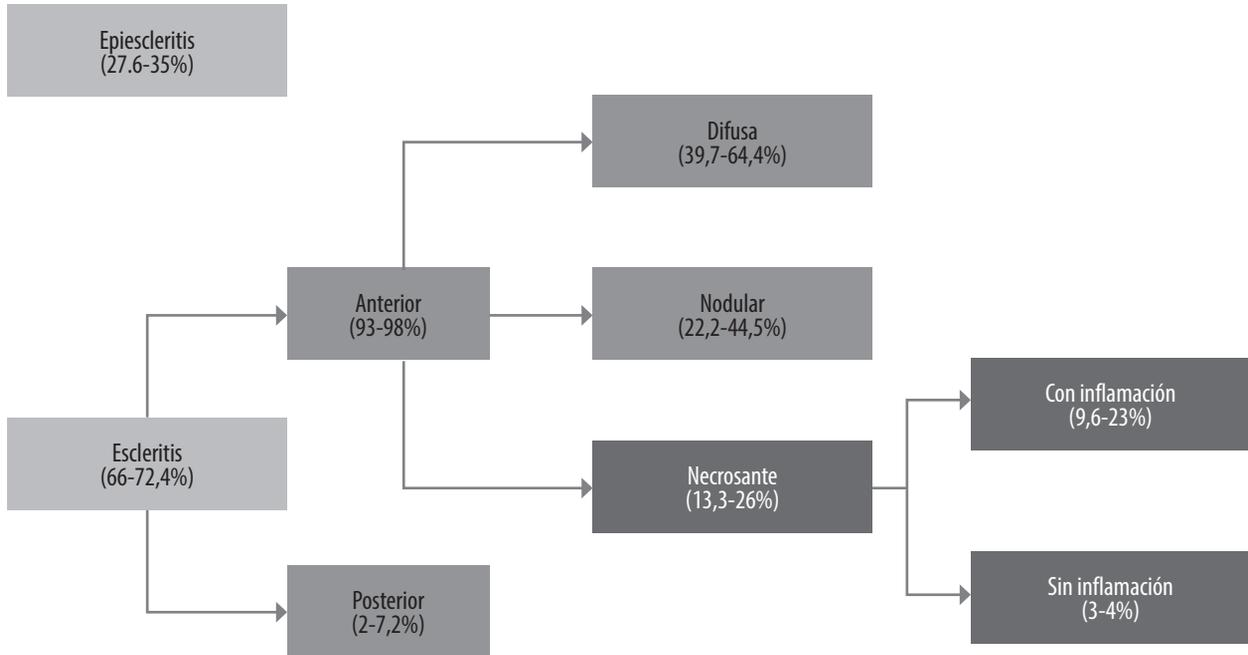 Epiescleritis
(27.6-35%)
Difusa
(39,7-64,4%)
Anterior
(93-98%)
Nodular
(22,2-44,5%)
Con inflamación
(9,6-23%)
Escleritis
(66-72,4%)
Necrosante
(13,3-26%)
Posterior
(2-7,2%)
Sin inflamación
(3-4%)